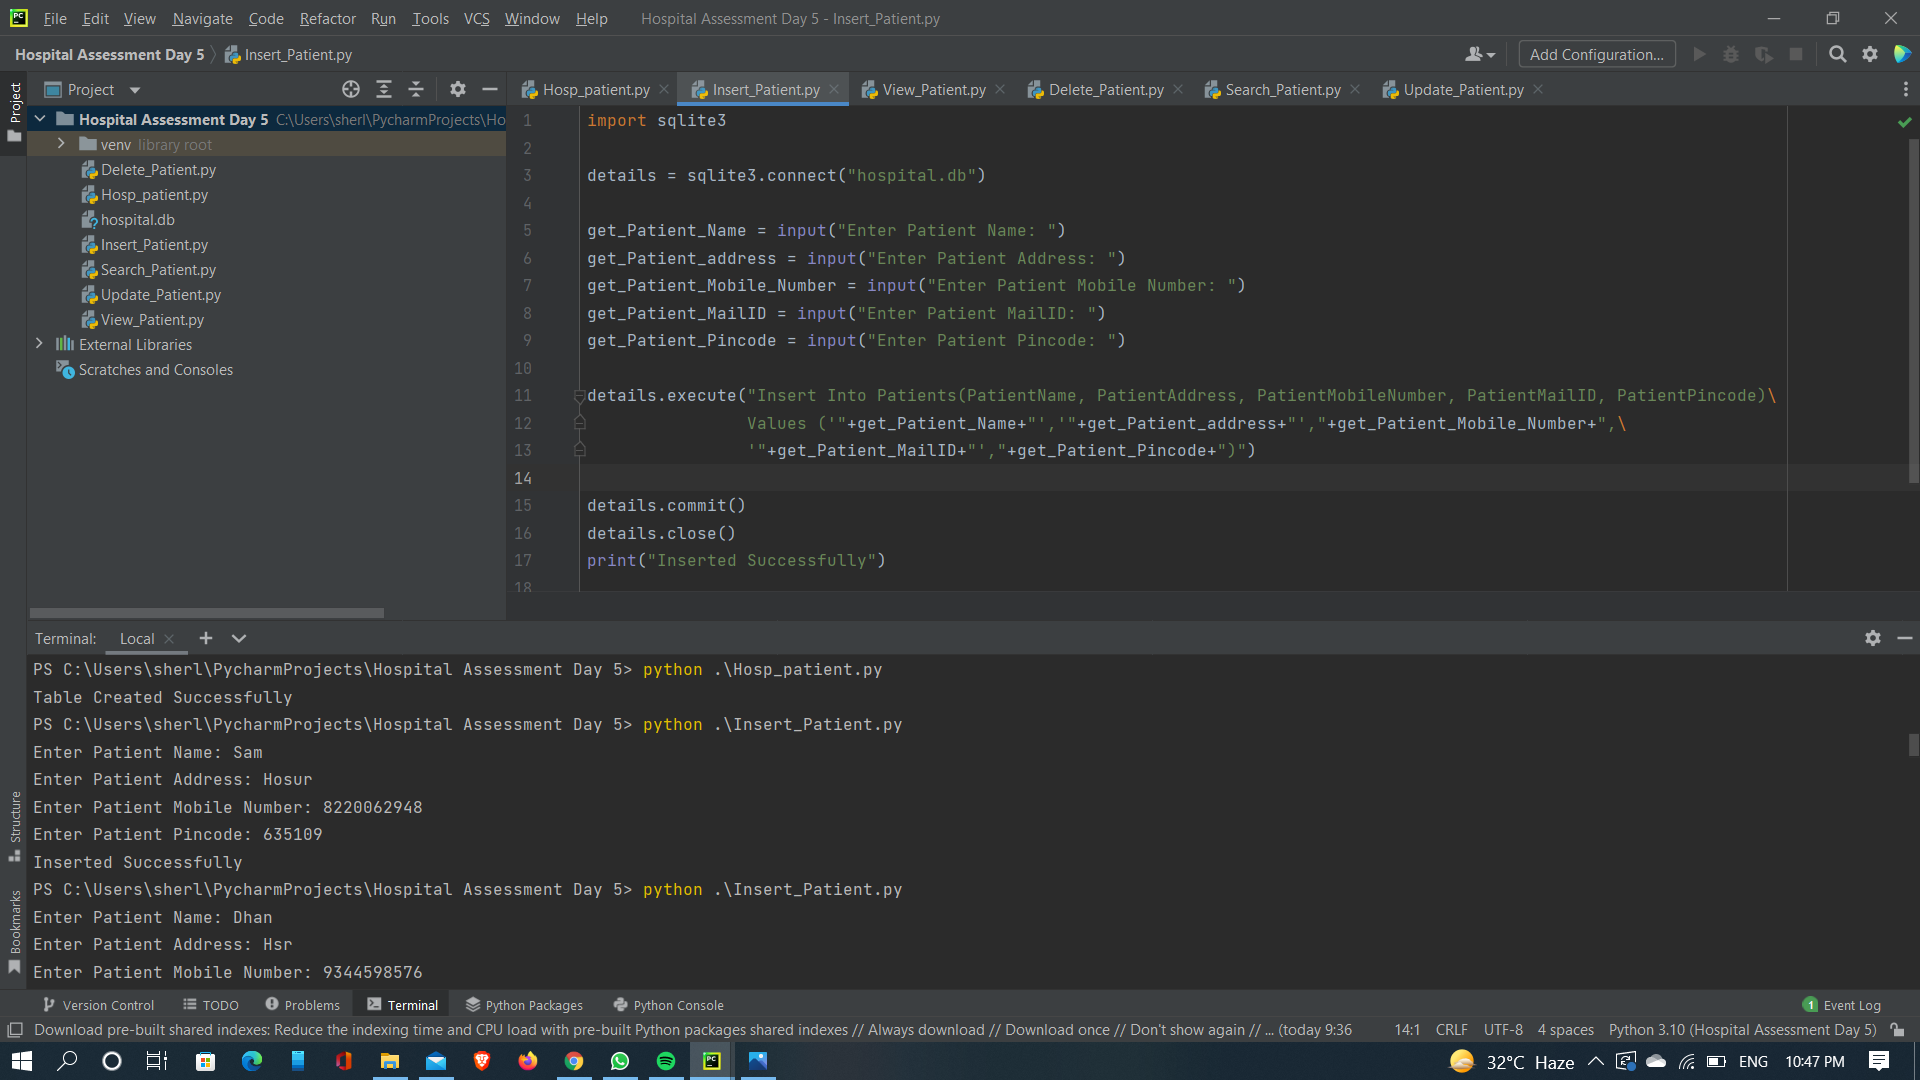 File Edit View Navigate Code Refactor Run Tools VCS Window Help Hospital Assessment Day 5 - Insert_Patient.py
Hospital Assessment Day 5 Insert_Patient.py Add Configuration...
Project Hosp_patient.py Insert_Patient.py View_Patient.py Delete_Patient.py Search_Patient.py Update_Patient.py
Project
Hospital Assessment Day 5 C:\Users\sherl\PycharmProjects\Ho
venv library root
Delete_Patient.py
Hosp_patient.py
hospital.db
Insert_Patient.py
Search_Patient.py
Update_Patient.py
View_Patient.py
External Libraries
Scratches and Consoles
1 import sqlite3
2
3 details = sqlite3.connect("hospital.db")
4
5 get_Patient_Name = input("Enter Patient Name: ")
6 get_Patient_address = input("Enter Patient Address: ")
7 get_Patient_Mobile_Number = input("Enter Patient Mobile Number: ")
8 get_Patient_MailID = input("Enter Patient MailID: ")
9 get_Patient_Pincode = input("Enter Patient Pincode: ")
10
11 details.execute("Insert Into Patients(PatientName, PatientAddress, PatientMobileNumber, PatientMailID, PatientPincode)\
12 Values ('"+get_Patient_Name+"','"+get_Patient_address+"',"+get_Patient_Mobile_Number+",\
13 '"+get_Patient_MailID+"',"+get_Patient_Pincode+")")
14
15 details.commit()
16 details.close()
17 print("Inserted Successfully")
18
Terminal: Local
PS C:\Users\sherl\PycharmProjects\Hospital Assessment Day 5> python .\Hosp_patient.py
Table Created Successfully
PS C:\Users\sherl\PycharmProjects\Hospital Assessment Day 5> python .\Insert_Patient.py
Enter Patient Name: Sam
Enter Patient Address: Hosur
Enter Patient Mobile Number: 8220062948
Enter Patient Pincode: 635109
Inserted Successfully
PS C:\Users\sherl\PycharmProjects\Hospital Assessment Day 5> python .\Insert_Patient.py
Enter Patient Name: Dhan
Enter Patient Address: Hsr
Enter Patient Mobile Number: 9344598576
Structure
Bookmarks
Version Control TODO Problems Terminal Python Packages Python Console 1 Event Log
Download pre-built shared indexes: Reduce the indexing time and CPU load with pre-built Python packages shared indexes // Always download // Download once // Don't show again // ... (today 9:36 14:1 CRLF UTF-8 4 spaces Python 3.10 (Hospital Assessment Day 5)
32°C Haze ENG 10:47 PM